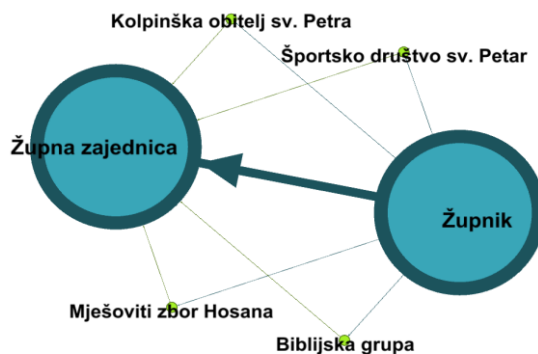 Kolpinška obitelj sv. Petra
Športsko društvo sv. Petar
Župna zajednica
Župnik
Mješoviti zbor Hosana
Biblijska grupa